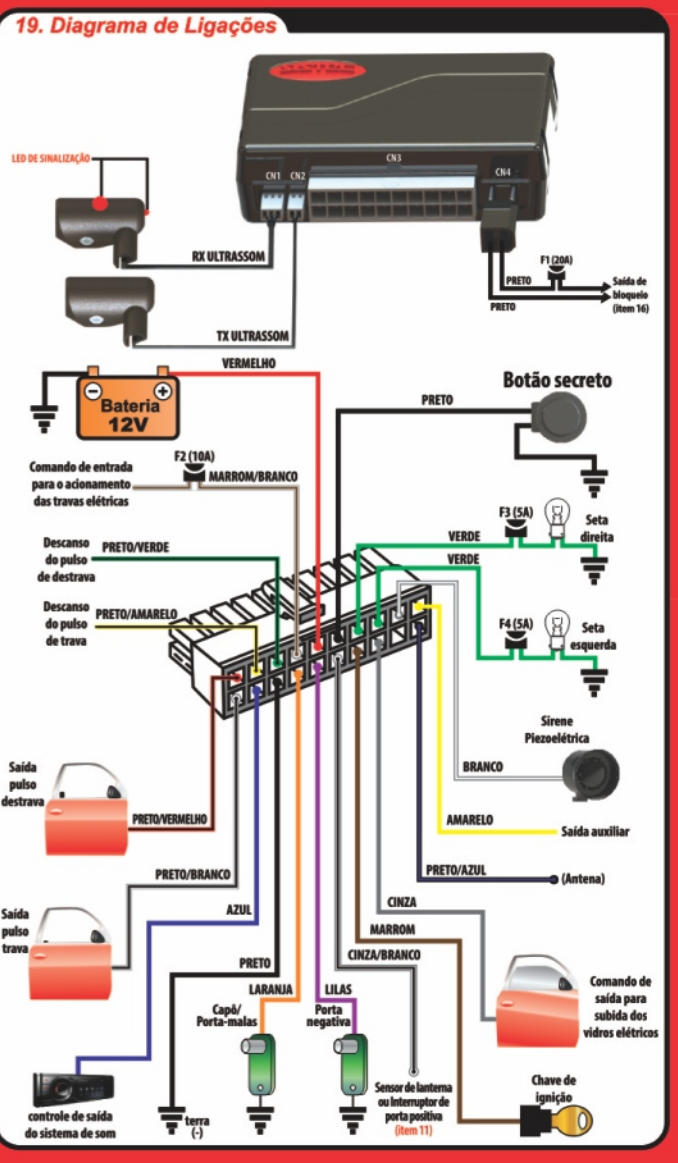 19. Diagrama de Ligações
LED DE SINALIZAÇÃO
CN1
CN2
CN3
CN4
RX ULTRASSOM
TX ULTRASSOM
F1 (20A)
PRETO
PRETO
Saída de
bloqueio
(item 16)
VERMELHO
Bateria
12V
Botão secreto
PRETO
Comando de entrada
para o acionamento
das travas elétricas
F2 (10A)
MARROM/BRANCO
F3 (5A)
VERDE
Seta
direita
Descanso
do pulso
de destrava
PRETO/VERDE
VERDE
Descanso
do pulso
de trava
PRETO/AMARELO
F4 (5A)
Seta
esquerda
Sirene
Piezoelétrica
BRANCO
Saída
pulso
destrava
PRETO/VERMELHO
AMARELO
Saída auxiliar
PRETO/BRANCO
PRETO/AZUL
(Antena)
Saída
pulso
trava
AZUL
CINZA
MARROM
PRETO
CINZA/BRANCO
LARANJA
LILAS
Capô/
Porta-malas
Porta
negativa
Comando de
saída para
subida dos
vidros elétricos
controle de saída
do sistema de som
terra
(-)
Sensor de lanterna
ou Interruptor de
porta positiva
(item 11)
Chave de
ignição